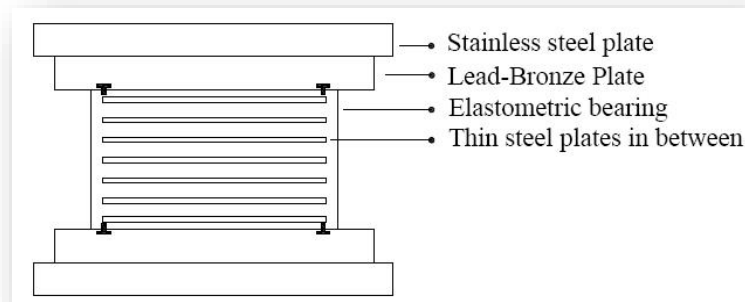 Stainless steel plate
Lead-Bronze Plate
Elastometric bearing
Thin steel plates in between